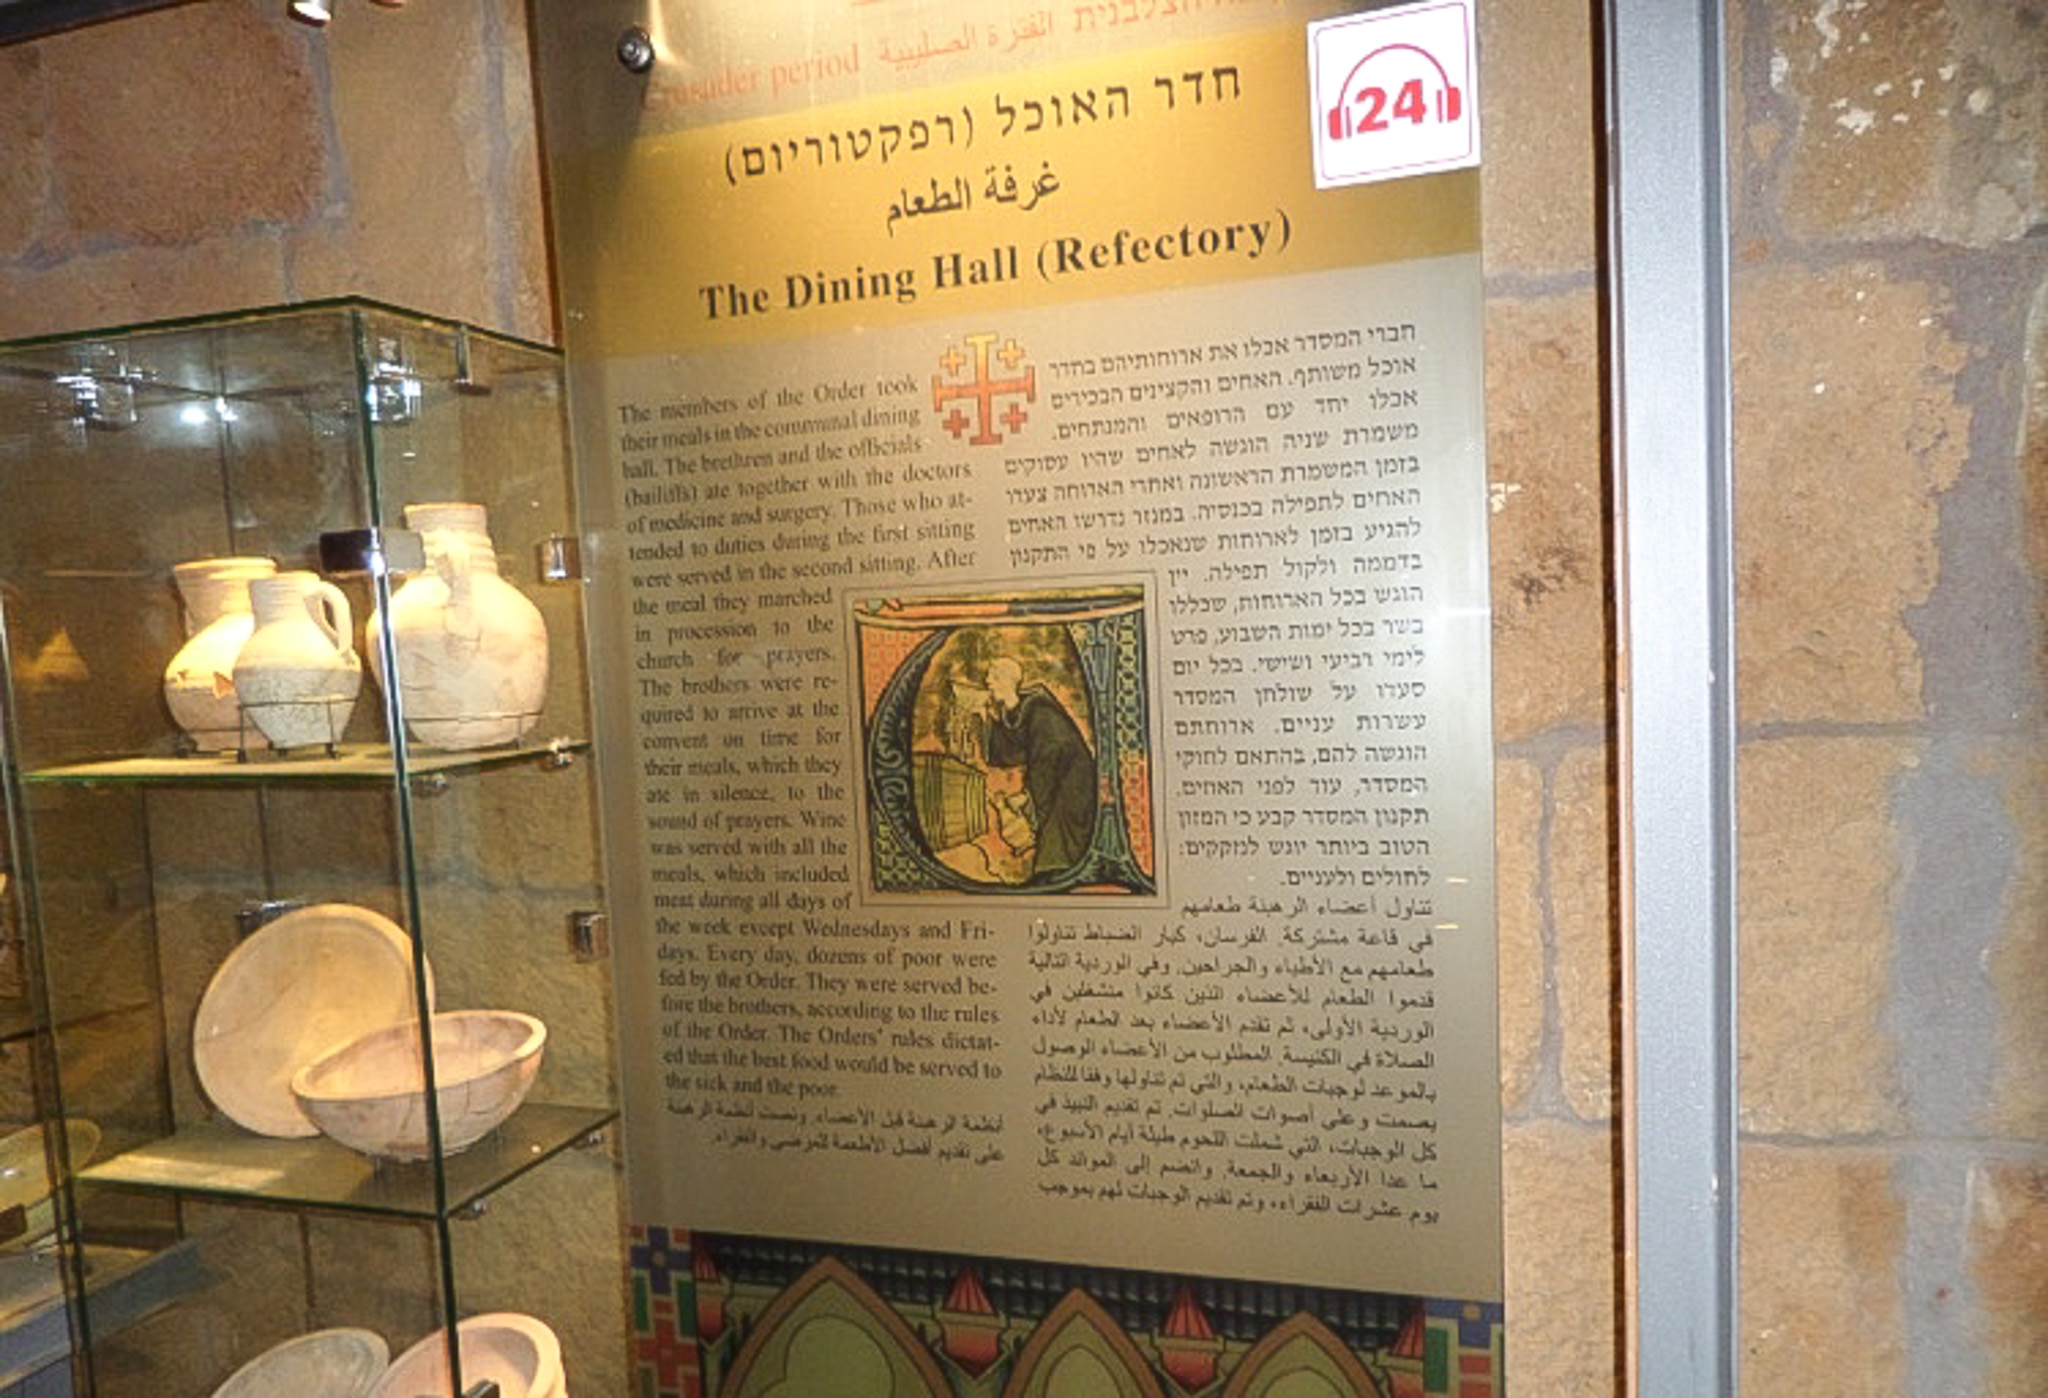 הצלבנית الفترة الصليبية
Crusader period
24
חדר האוכל (רפקטוריום)
غرفة الطعام
The Dining Hall (Refectory)
The members of the Order took
their meals in the communal dining
hall. The brethren and the officials
(bailiffs) ate together with the doctors
of medicine and surgery. Those who at-
tended to duties during the first sitting
were served in the second sitting. After
the meal they marched
in procession to the
church for prayers.
The brothers were re-
quired to arrive at the
convent on time for
their meals, which they
ate in silence, to the
sound of prayers. Wine
was served with all the
meals, which included
meat during all days of
the week except Wednesdays and Fri-
days. Every day, dozens of poor were
fed by the Order. They were served be-
fore the brothers, according to the rules
of the Order. The Orders' rules dictat-
ed that the best food would be served to
the sick and the poor.
חברי המסדר אכלו את ארוחותיהם בחדר
אוכל משותף. האחים והקצינים הבכירים
אכלו יחד עם הרופאים והמנתחים.
משמרת שניה הוגשה לאחים שהיו עסוקים
בזמן המשמרת הראשונה ואחרי הארוחה צעדו
האחים לתפילה בכנסיה. במנזר נדרשו האחים
להגיע בזמן לארוחות שנאכלו על פי התקנון
בדממה ולקול תפילה. יין
הוגש בכל הארוחות, שכללו
בשר בכל ימות השבוע, פרט
לימי רביעי ושישי. בכל יום
סעדו על שולחן המסדר
עשרות עניים. ארוחתם
הוגשה להם, בהתאם לחוקי
המסדר, עוד לפני האחים.
תקנון המסדר קבע כי המזון
הטוב ביותר יוגש לנזקקים:
לחולים ולעניים.
تناول أعضاء الرهبنة طعامهم
في قاعة مشتركة. الفرسان، كبار الضباط تناولوا
طعامهم مع الأطباء والجراحين. وفي الوردية التالية
قدموا الطعام للأعضاء الذين كانوا منشغلين في
الوردية الأولى، ثم تقدم الأعضاء بعد الطعام لأداء
الصلاة في الكنيسة. المطلوب من الأعضاء الوصول
بالموعد لوجبات الطعام، والتي تم تناولها وفقا للنظام
بصمت وعلى أصوات الصلوات. تم تقديم النبيذ في
كل الوجبات، التي شملت اللحوم طيلة أيام الأسبوع،
ما عدا الأربعاء والجمعة. وانضم إلى الموائد كل
يوم عشرات الفقراء، وتم تقديم الوجبات لهم بموجب
أنظمة الرهبنة قبل الأعضاء. ونصت أنظمة الرهبنة
على تقديم أفضل الأطعمة للمرضى والفقراء.